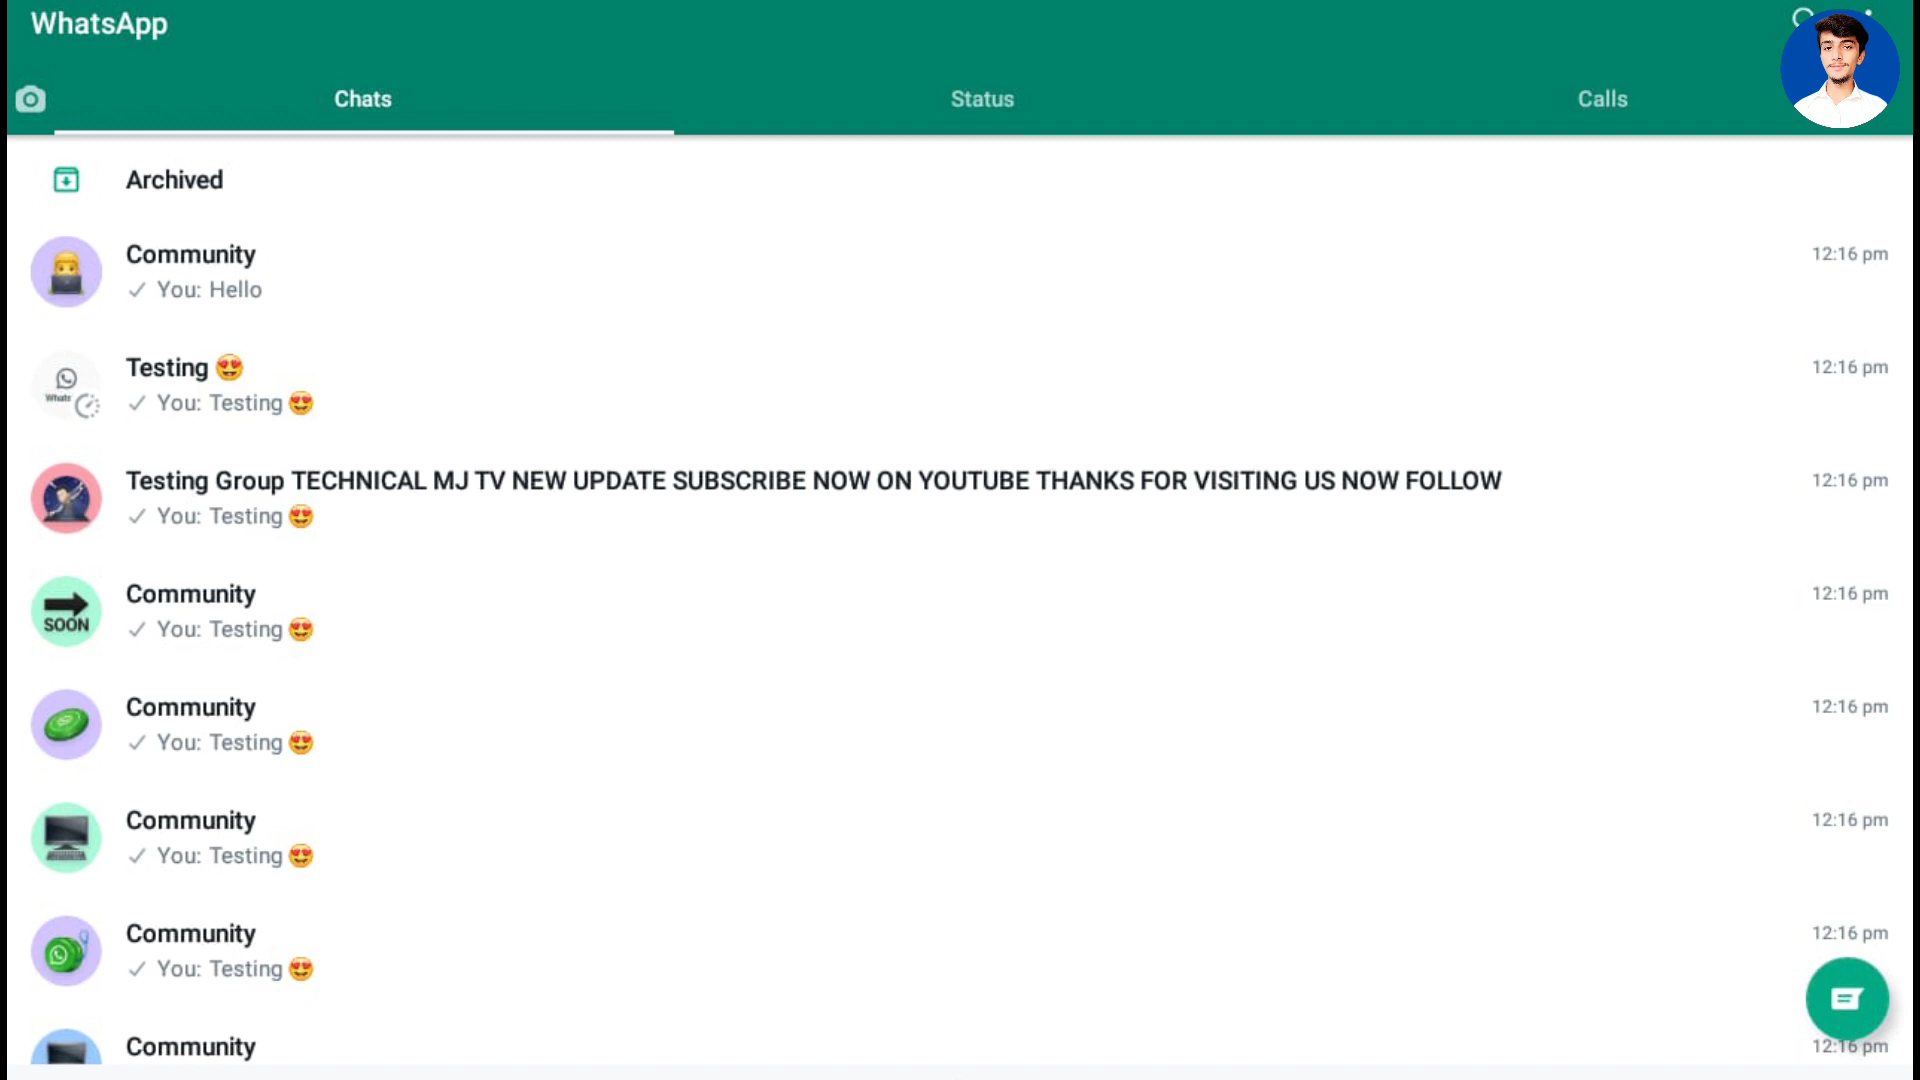 WhatsApp
Chats
Status
Calls
Archived
Community
12:16 pm
You: Hello
Testing 😍
12:16 pm
Whats
You: Testing 😍
Testing Group TECHNICAL MJ TV NEW UPDATE SUBSCRIBE NOW ON YOUTUBE THANKS FOR VISITING US NOW FOLLOW
12:16 pm
You: Testing 😍
Community
12:16 pm
SOON
You: Testing 😍
Community
12:16 pm
You: Testing 😍
Community
12:16 pm
You: Testing 😍
Community
12:16 pm
You: Testing 😍
Community
12:16 pm